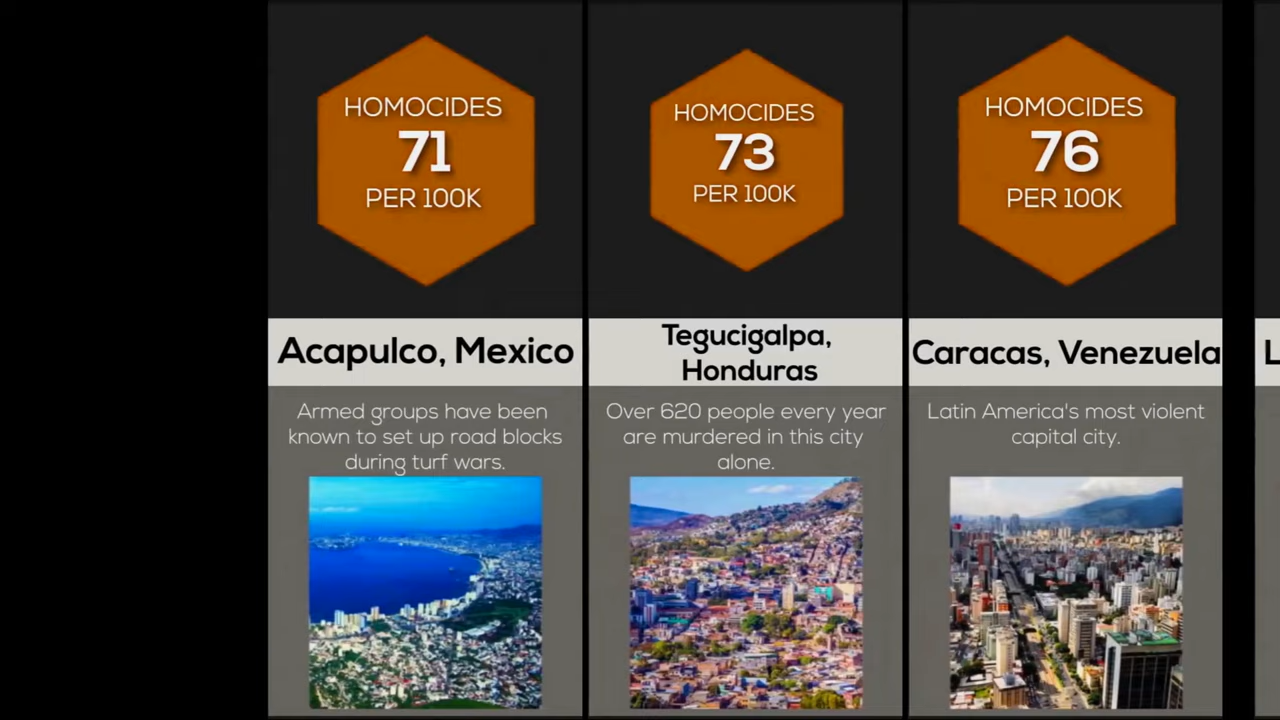 HOMOCIDES
71
PER 100K
Acapulco, Mexico
Armed groups have been
known to set up road blocks
during turf wars.
HOMOCIDES
73
PER 100K
Tegucigalpa,
Honduras
Over 620 people every year
are murdered in this city
alone.
HOMOCIDES
76
PER 100K
Caracas, Venezuela
Latin America's most violent
capital city.
L